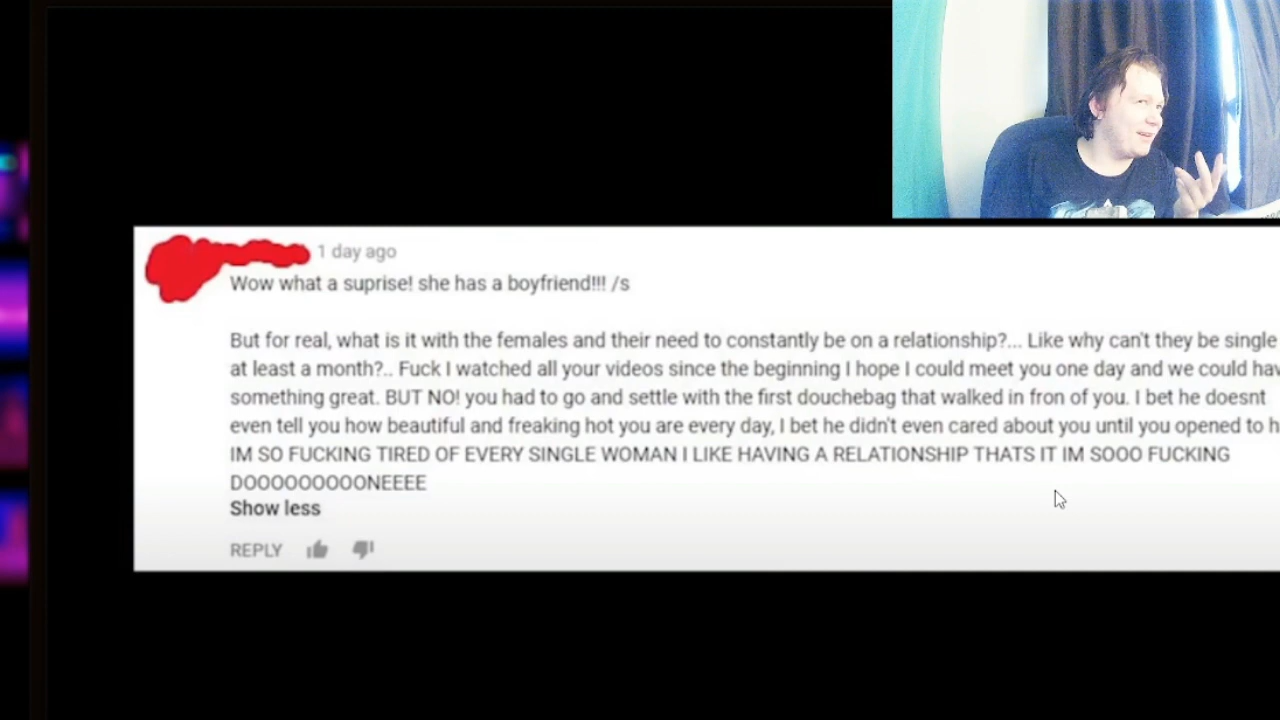 1 day ago
Wow what a suprise! she has a boyfriend!!! /s
But for real, what is it with the females and their need to constantly be on a relationship?... Like why can't they be single
at least a month?.. Fuck I watched all your videos since the beginning I hope I could meet you one day and we could hav
something great. BUT NO! you had to go and settle with the first douchebag that walked in fron of you. I bet he doesnt
even tell you how beautiful and freaking hot you are every day, I bet he didn't even cared about you until you opened to h
IM SO FUCKING TIRED OF EVERY SINGLE WOMAN I LIKE HAVING A RELATIONSHIP THATS IT IM SOOO FUCKING
DOOOOOOOOONEEEE
Show less
REPLY